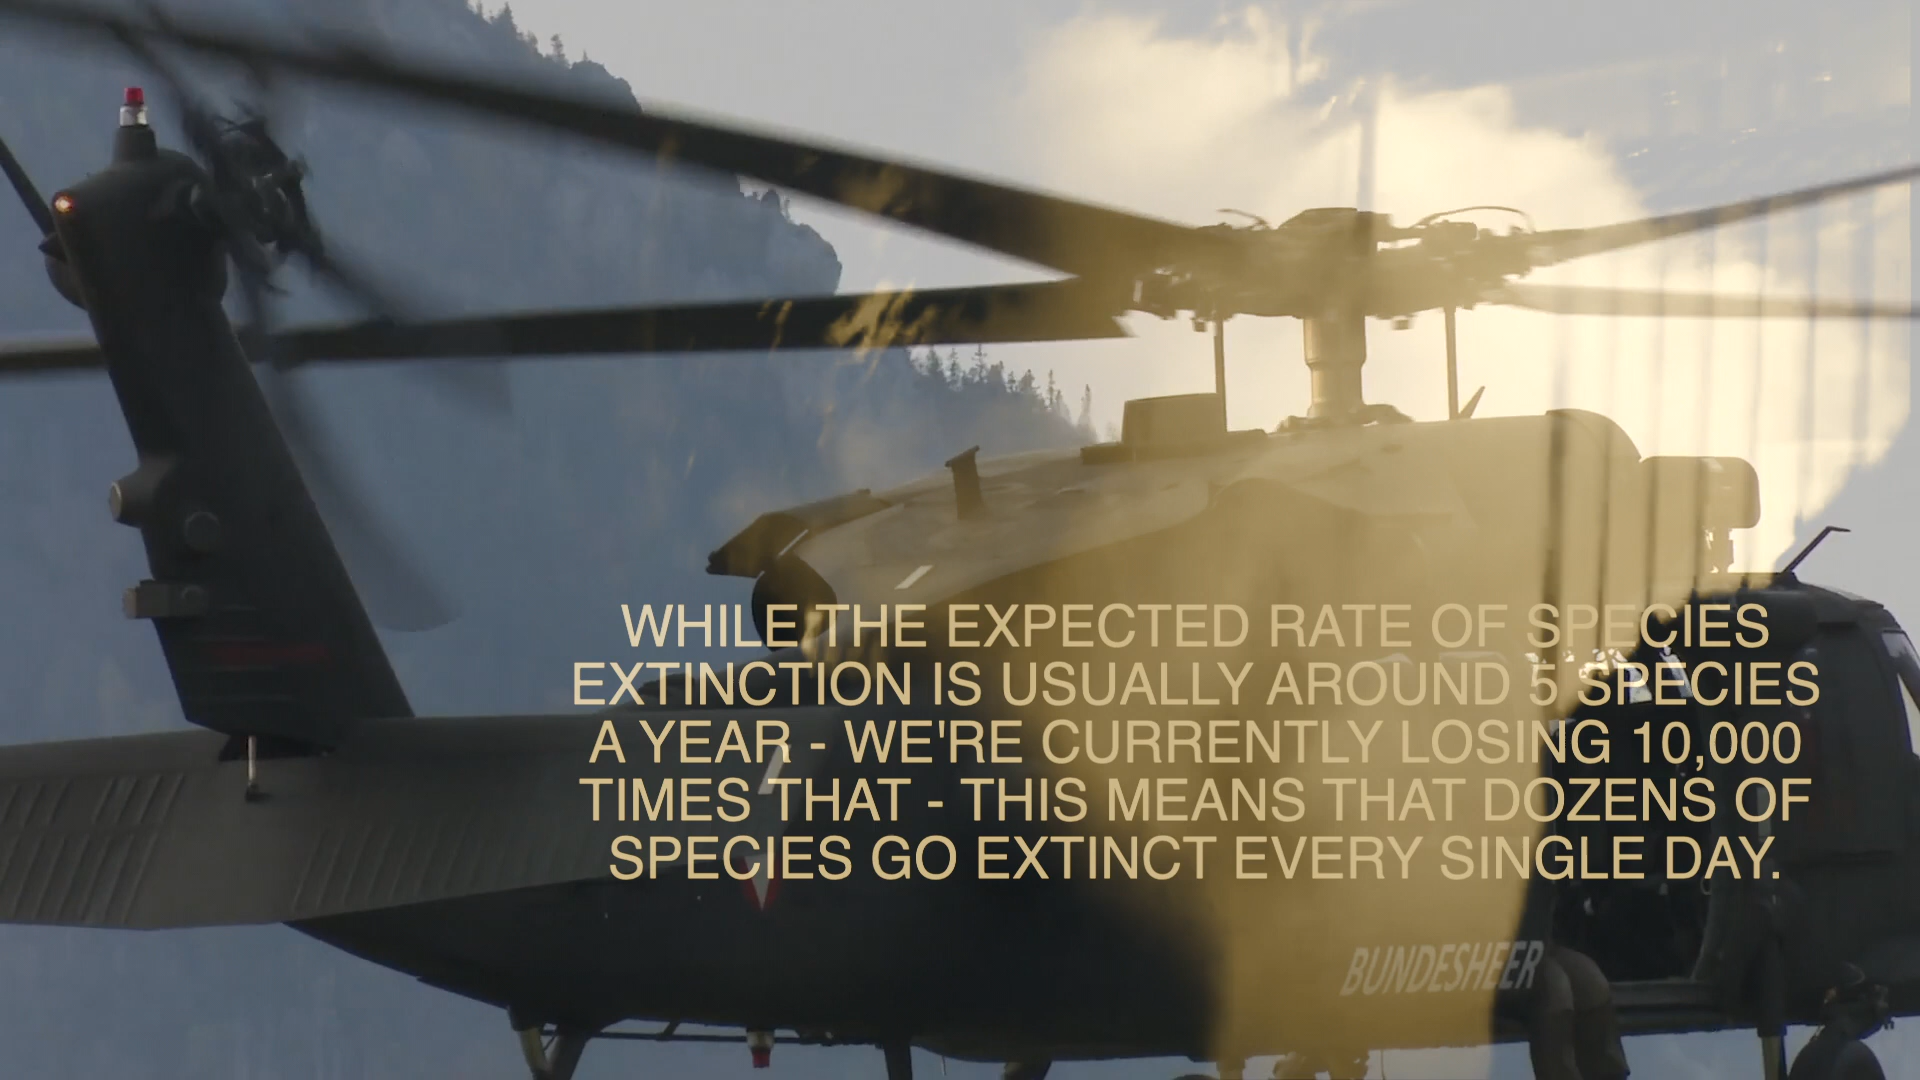 WHILE THE EXPECTED RATE OF SPECIES
EXTINCTION IS USUALLY AROUND 5 SPECIES
A YEAR - WE'RE CURRENTLY LOSING 10,000
TIMES THAT - THIS MEANS THAT DOZENS OF
SPECIES GO EXTINCT EVERY SINGLE DAY.
BUNDESHEER